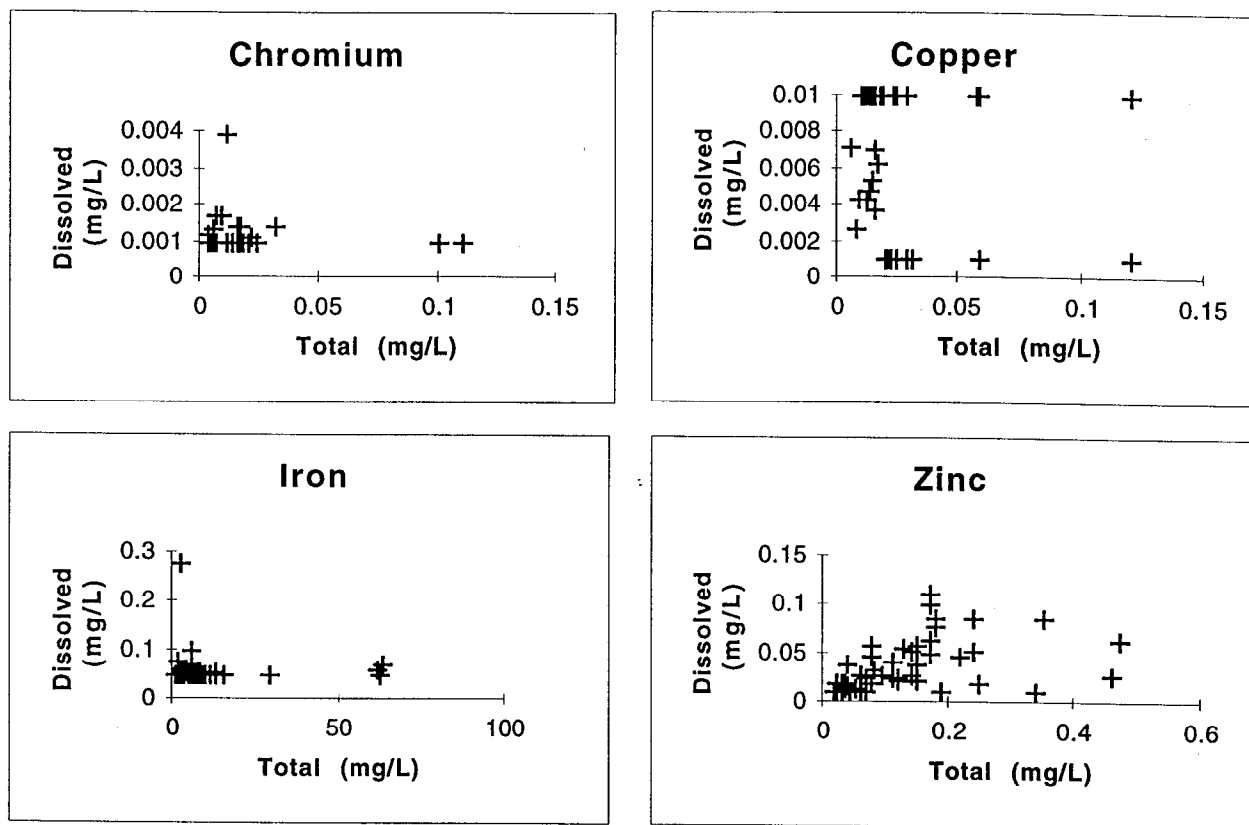 Chromium
0.004
0.003
0.002
0.001
0
Dissolved
(mg/L)
0
0.05
0.1
0.15
Total (mg/L)
Copper
0.01
0.008
0.006
0.004
0.002
0
Dissolved
(mg/L)
0
0.05
0.1
0.15
Total (mg/L)
Iron
0.3
0.2
0.1
0
Dissolved
(mg/L)
0
50
100
Total (mg/L)
Zinc
0.15
0.1
0.05
0
Dissolved
(mg/L)
0
0.2
0.4
0.6
Total (mg/L)